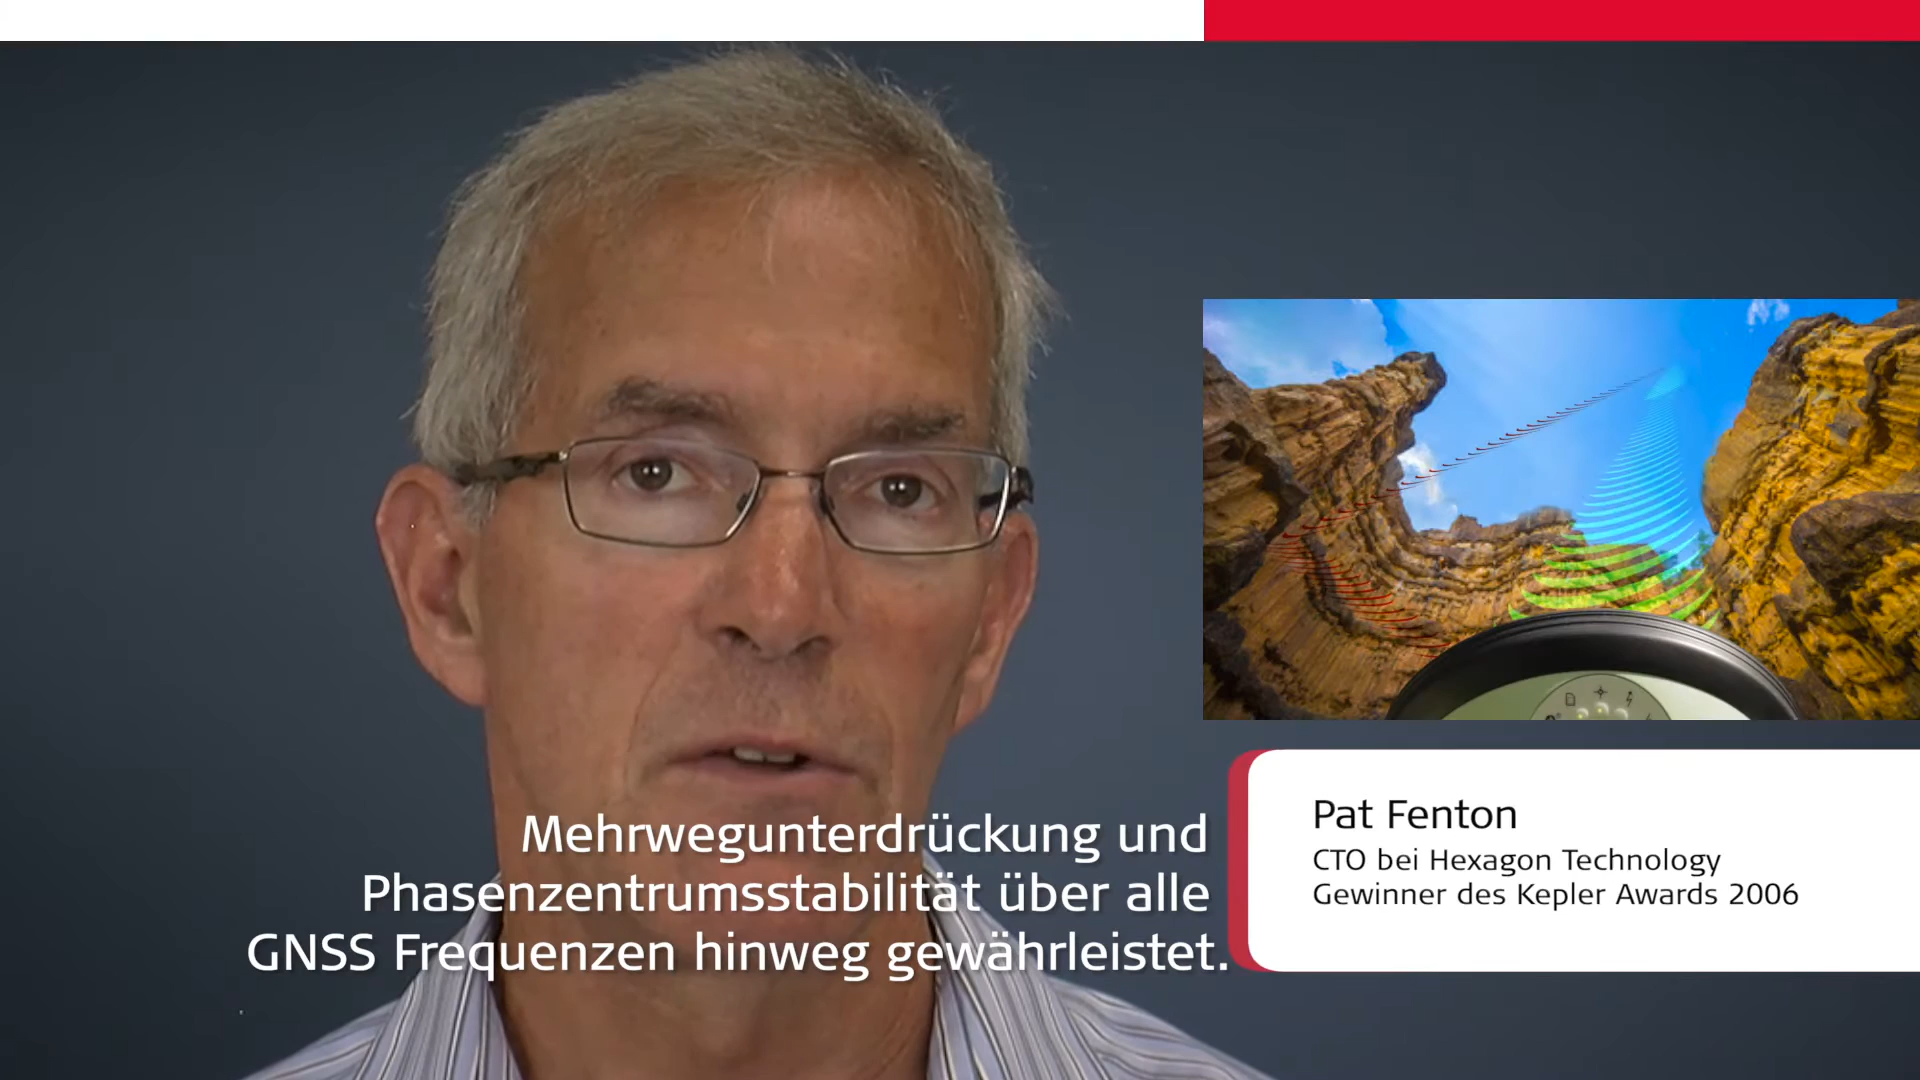 Mehrwegunterdrückung und
Phasenzentrumsstabilität über alle
GNSS Frequenzen hinweg gewährleistet.
Pat Fenton
CTO bei Hexagon Technology
Gewinner des Kepler Awards 2006